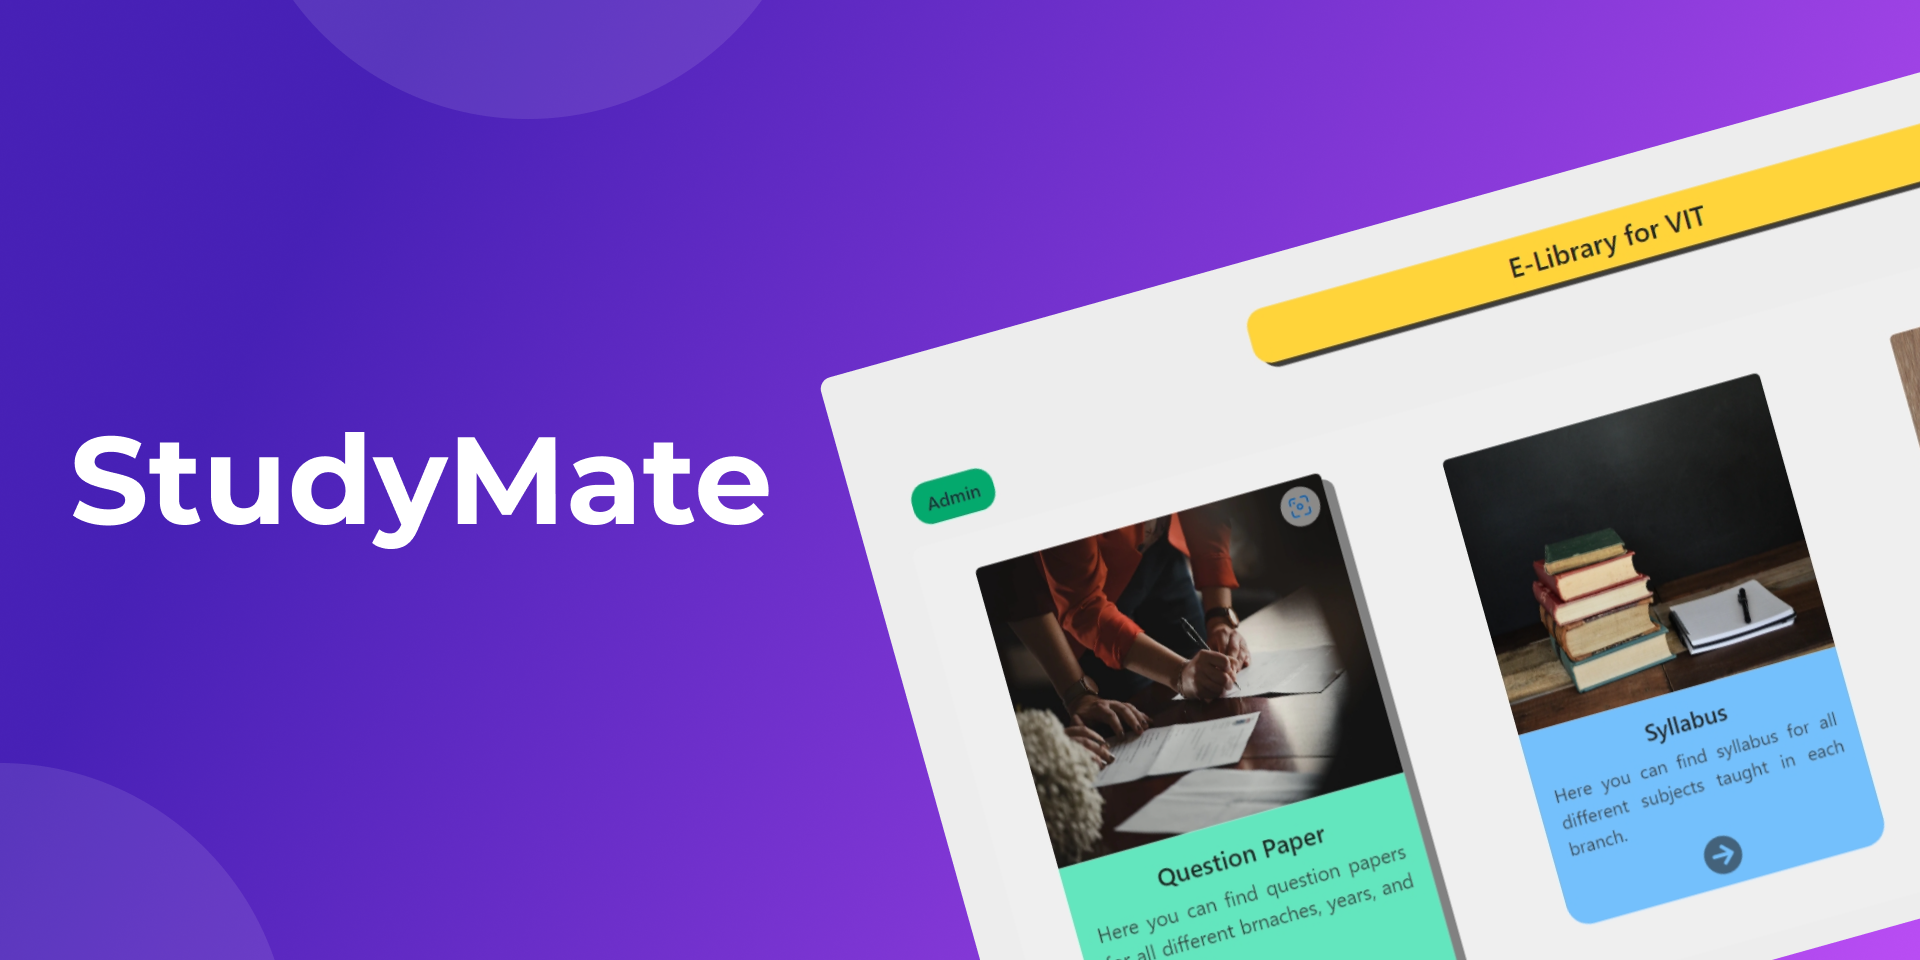 StudyMate
E-Library for VIT
Admin
Question Paper
Here you can find question papers
for all different brnaches, years, and
Syllabus
Here you can find syllabus for all
different subjects taught in each
branch.